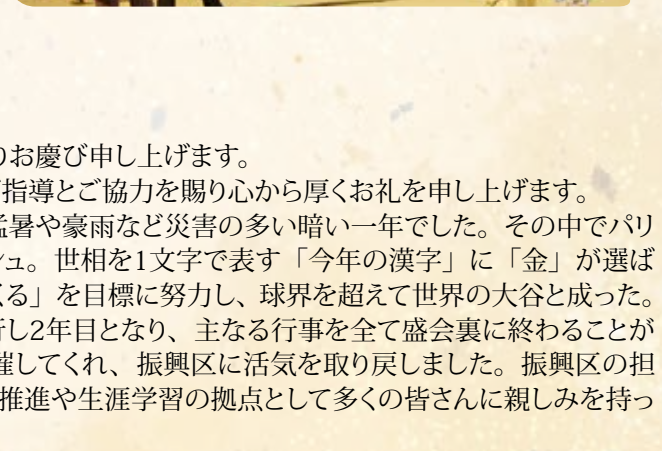 りお慶び申し上げます。
指導とご協力を賜り心から厚くお礼を申し上げます。
猛暑や豪雨など災害の多い暗い一年でした。その中でパリ
ュ。世相を1文字で表す「今年の漢字」に「金」が選ば
くる」を目標に努力し、球界を超えて世界の大谷と成った。
行し2年目となり、主なる行事を全て盛会裏に終わることが
催してくれ、振興区に活気を取り戻しました。振興区の担
推進や生涯学習の拠点として多くの皆さんに親しみを持っ